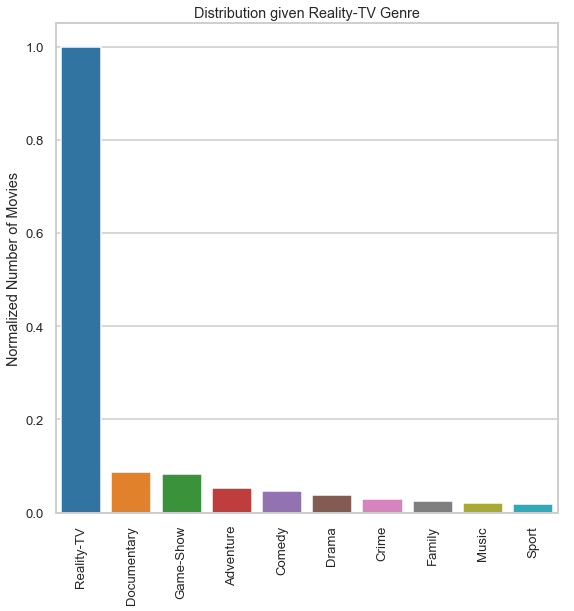 Distribution given Reality-TV Genre
Normalized Number of Movies
1.0
0.8
0.6
0.4
0.2
0.0
Reality-TV
Documentary
Game-Show
Adventure
Comedy
Drama
Crime
Family
Music
Sport